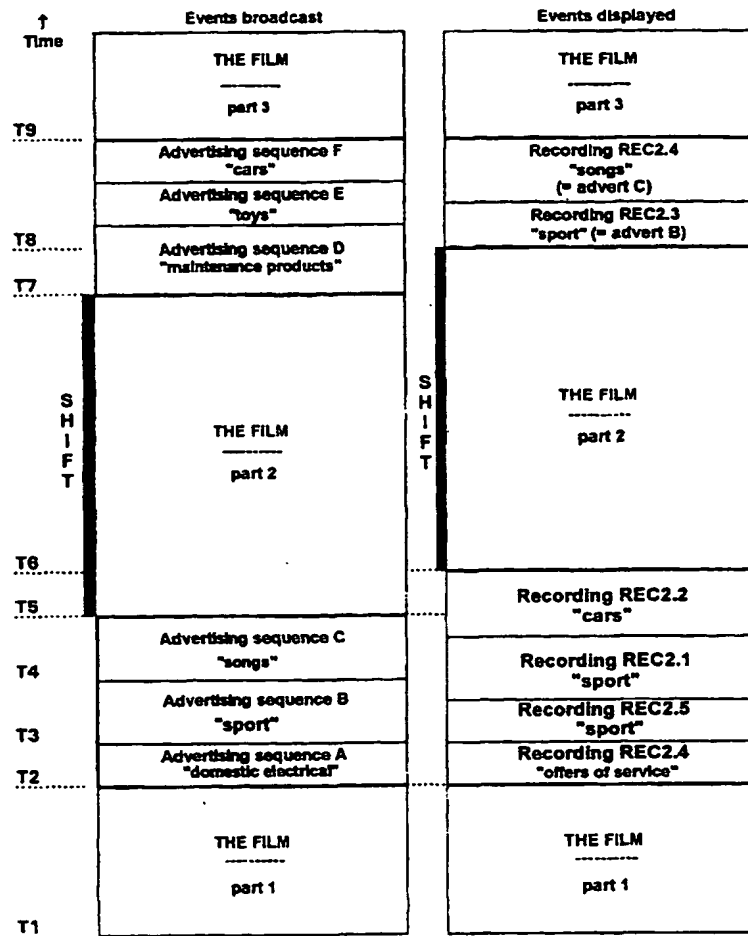 ↑
Time
Events broadcast
Events displayed
THE FILM
part 3
THE FILM
part 3
T9
Advertising sequence F
"cars"
Recording REC2.4
"songs"
(= advert C)
Advertising sequence E
"toys"
Recording REC2.3
"sport" (= advert B)
T8
Advertising sequence D
"maintenance products"
T7
SHIFT
THE FILM
part 2
SHIFT
THE FILM
part 2
T6
Recording REC2.2
"cars"
T5
Advertising sequence C
"songs"
Recording REC2.1
"sport"
T4
Advertising sequence B
"sport"
Recording REC2.5
"sport"
T3
Advertising sequence A
"domestic electrical"
Recording REC2.4
"offers of service"
T2
THE FILM
part 1
THE FILM
part 1
T1